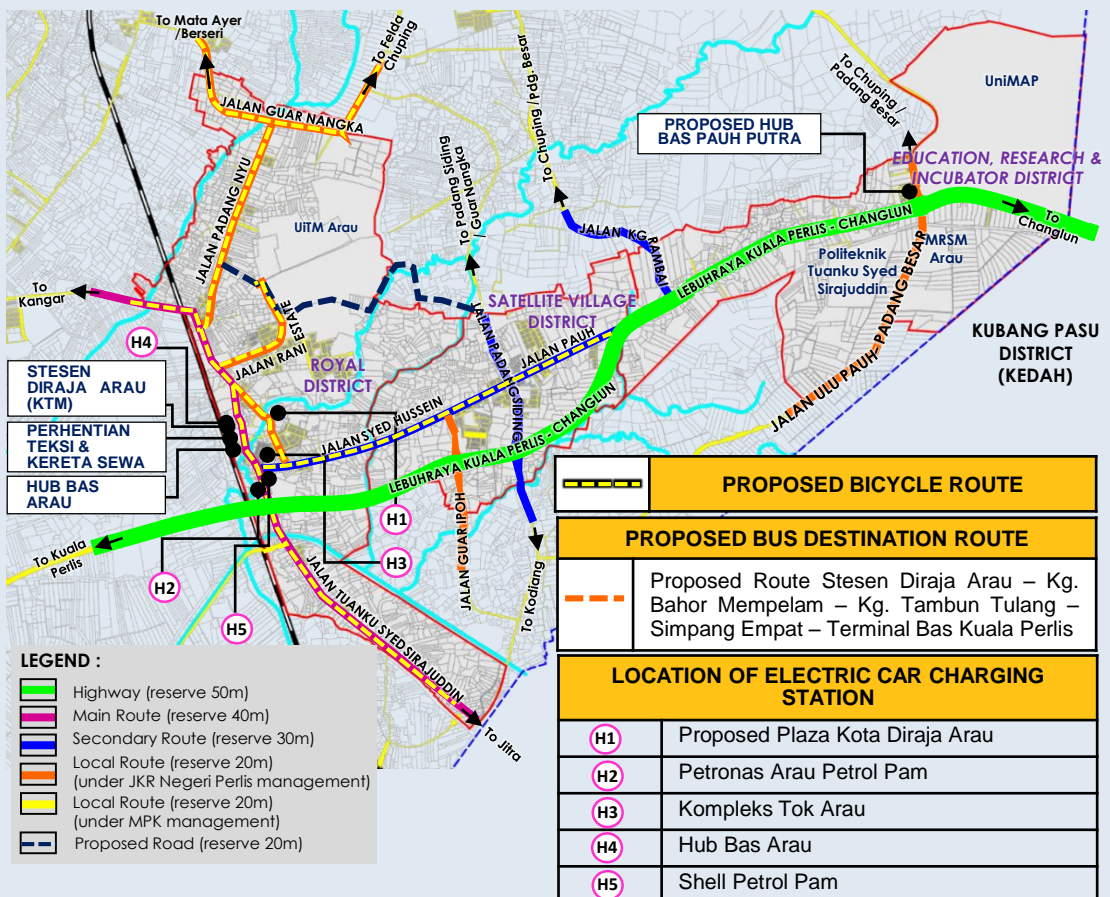 To Mata Ayer
/Berseri
To Felda
Chuping
JALAN GUAR NANGKA
JALAN PADANG NYU
UiTM Arau
To Padang Siding
/Guar Nangka
To Chuping / Pdg. Besar
PROPOSED HUB
BAS PAUH PUTRA
To Chuping /
Padang Besar
UniMAP
EDUCATION, RESEARCH &
INCUBATOR DISTRICT
To
Changlun
JALAN KG RAMBAI
LEBUHRAYA KUALA PERLIS - CHANGLUN
Politeknik
Tuanku Syed
Sirajuddin
MRSM
Arau
JALAN ULU PAUH- PADANG BESAR
KUBANG PASU
DISTRICT
(KEDAH)
To
Kangar
H4
JALAN RANI
ESTATE
ROYAL
DISTRICT
SATELLITE VILLAGE
DISTRICT
JALAN PADANG SIDING
JALAN PAUH
JALAN SYED HUSSEIN
LEBUHRAYA KUALA PERLIS - CHANGLUN
STESEN
DIRAJA ARAU
(KTM)
PERHENTIAN
TEKSI &
KERETA SEWA
HUB BAS
ARAU
H1
H3
H2
H5
To Kuala
Perlis
JALAN GUAR IPOH
JALAN TUANKU SYED SIRAJUDDIN
To Kodiang
To Jitra
LEGEND :
Highway (reserve 50m)
Main Route (reserve 40m)
Secondary Route (reserve 30m)
Local Route (reserve 20m)
(under JKR Negeri Perlis management)
Local Route (reserve 20m)
(under MPK management)
Proposed Road (reserve 20m)
PROPOSED BICYCLE ROUTE
PROPOSED BUS DESTINATION ROUTE
Proposed Route Stesen Diraja Arau – Kg.
Bahor Mempelam – Kg. Tambun Tulang –
Simpang Empat – Terminal Bas Kuala Perlis
LOCATION OF ELECTRIC CAR CHARGING
STATION
H1 Proposed Plaza Kota Diraja Arau
H2 Petronas Arau Petrol Pam
H3 Kompleks Tok Arau
H4 Hub Bas Arau
H5 Shell Petrol Pam